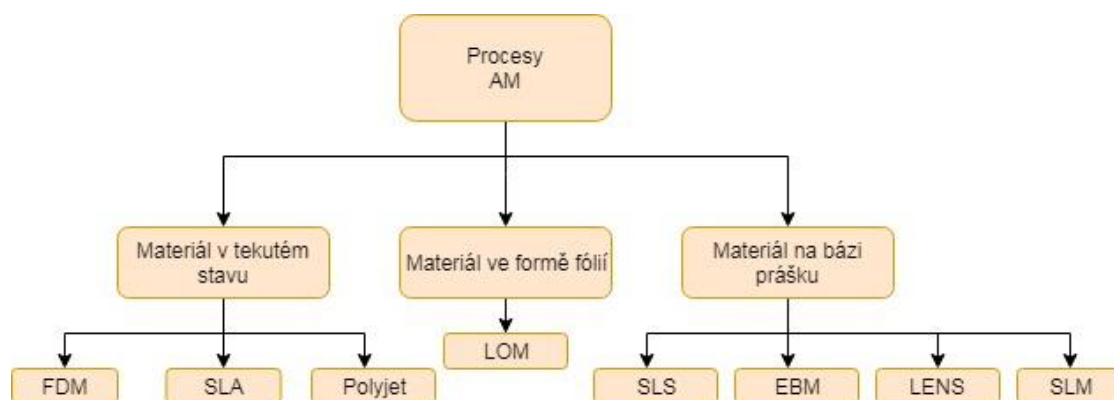 Procesy
AM
Materiál v tekutém
stavu
Materiál ve formě fólií
Materiál na bázi
prášku
LOM
FDM
SLA
Polyjet
SLS
EBM
LENS
SLM